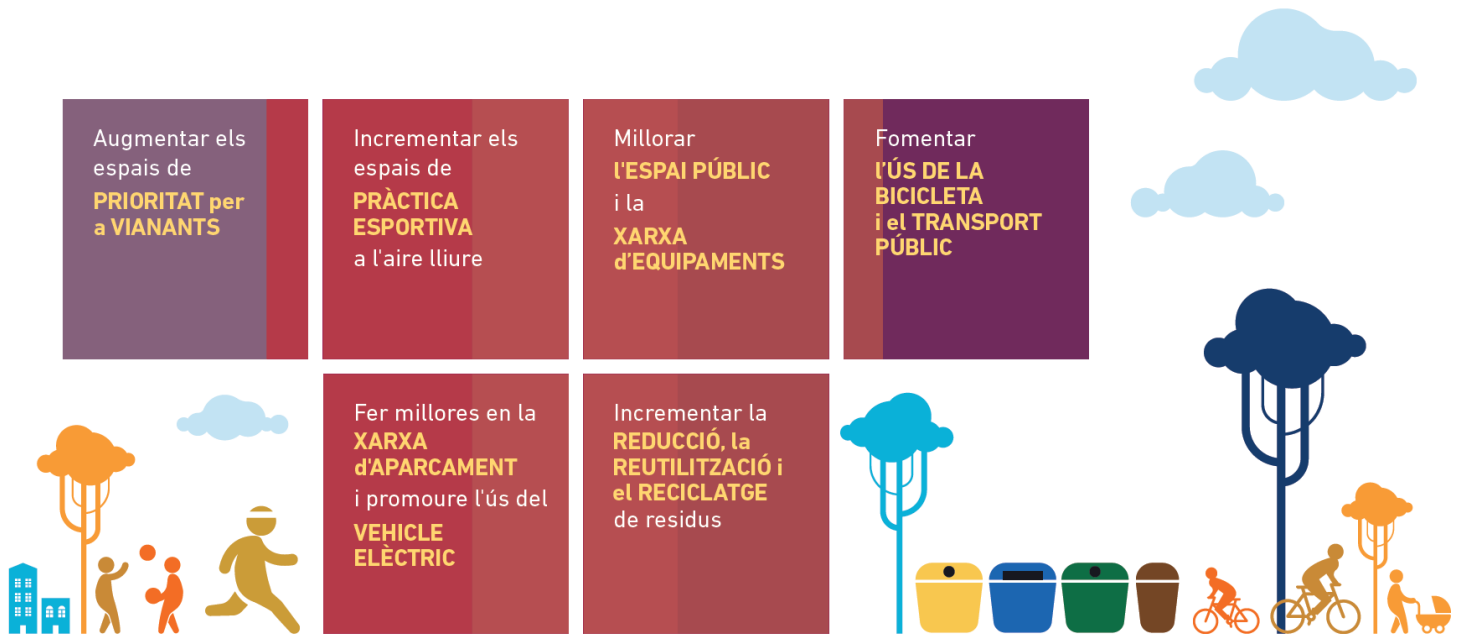 Augmentar els
espais de
PRIORITAT per
a VIANANTS
Incrementar els
espais de
PRÀCTICA
ESPORTIVA
a l'aire lliure
Millorar
l'ESPAI PÚBLIC
i la
XARXA
d'EQUIPAMENTS
Fomentar
l'ÚS DE LA
BICICLETA
i el TRANSPORT
PÚBLIC
Fer millores en la
XARXA
d'APARCAMENT
i promoure l'ús del
VEHICLE
ELÈCTRIC
Incrementar la
REDUCCIÓ, la
REUTILITZACIÓ i
el RECICLATGE
de residus